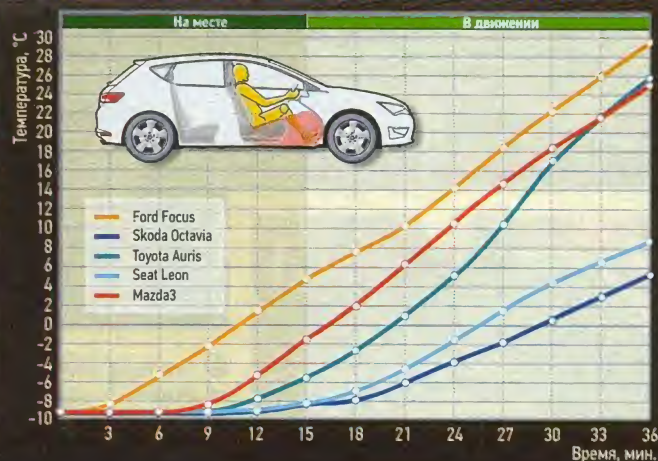 На месте
В движении
Температура, °C
30
28
26
24
22
20
18
16
14
12
10
8
6
4
2
0
-2
-4
-6
-8
-10
Ford Focus
Skoda Octavia
Toyota Auris
Seat Leon
Mazda3
3 6 9 12 15 18 21 24 27 30 33 36
Время, мин.